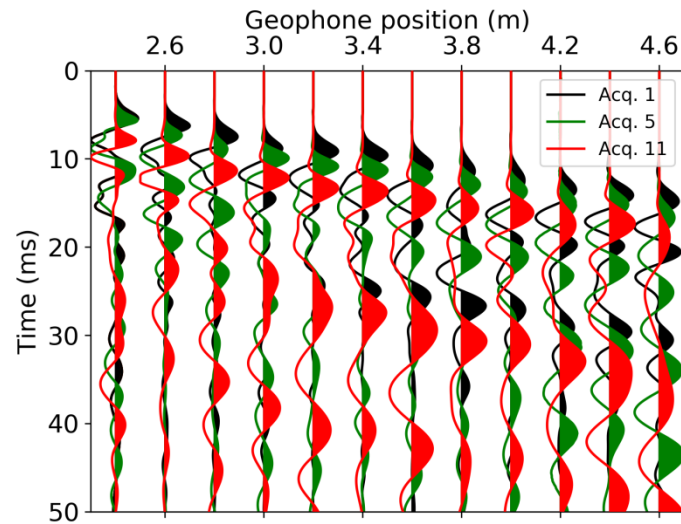 Geophone position (m)
2.6 3.0 3.4 3.8 4.2 4.6
0
10
20
30
40
50
Time (ms)
Acq. 1
Acq. 5
Acq. 11